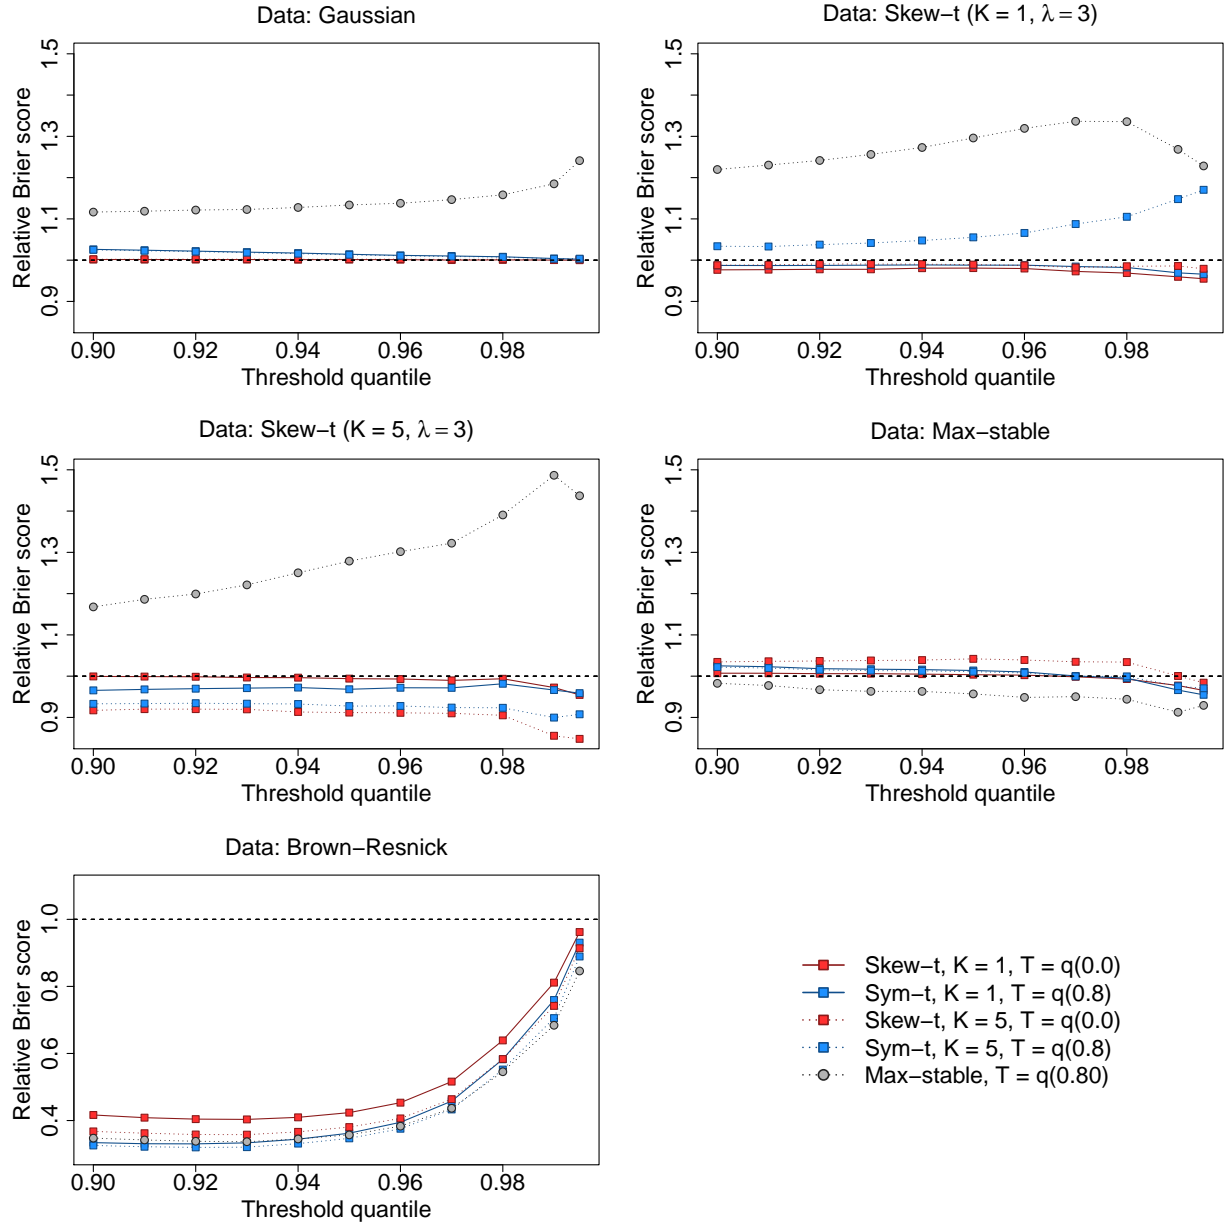 Data: Gaussian
Relative Brier score
1.5
1.3
1.1
0.9
0.90 0.92 0.94 0.96 0.98
Threshold quantile
Data: Skew−t (K = 1, λ = 3)
Relative Brier score
1.5
1.3
1.1
0.9
0.90 0.92 0.94 0.96 0.98
Threshold quantile
Data: Skew−t (K = 5, λ = 3)
Relative Brier score
1.5
1.3
1.1
0.9
0.90 0.92 0.94 0.96 0.98
Threshold quantile
Data: Max−stable
Relative Brier score
1.5
1.3
1.1
0.9
0.90 0.92 0.94 0.96 0.98
Threshold quantile
Data: Brown−Resnick
Relative Brier score
1.0
0.8
0.6
0.4
0.90 0.92 0.94 0.96 0.98
Threshold quantile
Skew−t, K = 1, T = q(0.0)
Sym−t, K = 1, T = q(0.8)
Skew−t, K = 5, T = q(0.0)
Sym−t, K = 5, T = q(0.8)
Max−stable, T = q(0.80)